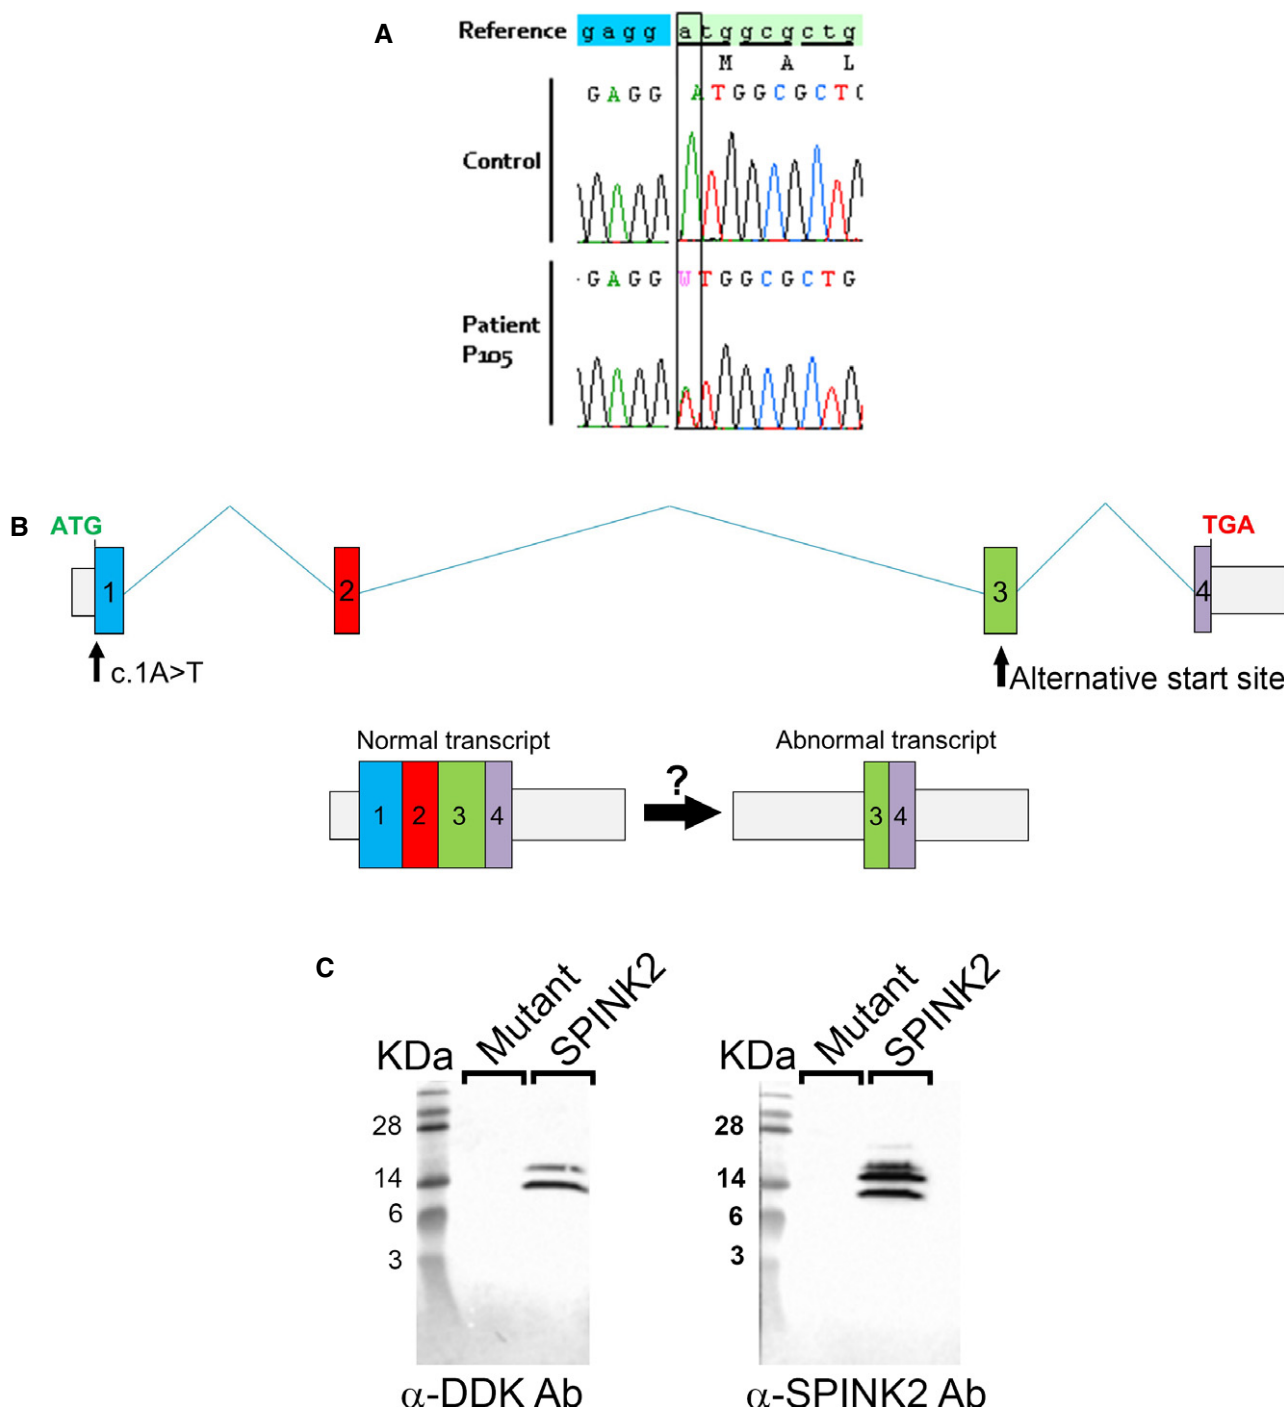 A
Reference gagg atggcgctg
M A L
GAGG ATGGCGCT
Control
GAGG WTGGCGCTG
Patient
P105
B
ATG
TGA
1 2 3 4
c.1A>T
Alternative start site
Normal transcript
Abnormal transcript
?
1 2 3 4
3 4
C
Mutant SPINK2
Mutant SPINK2
KDa
KDa
28
14
6
3
28
14
6
3
α-DDK Ab
α-SPINK2 Ab